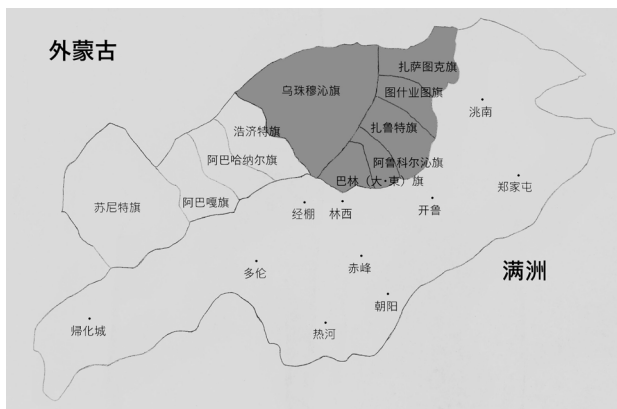 外蒙古
扎萨图克旗
乌珠穆沁旗
图什业图旗
洮南
浩济特旗
扎鲁特旗
阿巴哈纳尔旗
阿鲁科尔沁旗
巴林（大·東）旗
郑家屯
苏尼特旗
阿巴嘎旗
经棚
林西
开鲁
满洲
多伦
赤峰
朝阳
帰化城
热河